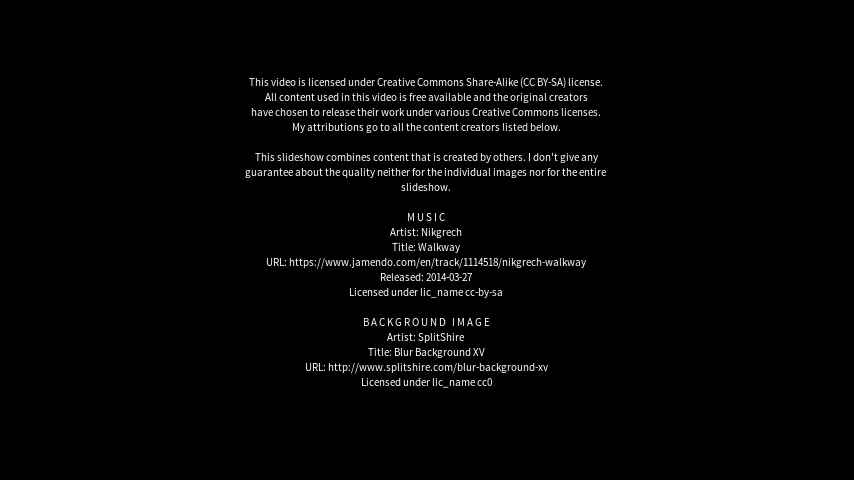 This video is licensed under Creative Commons Share-Alike (CC BY-SA) license.
All content used in this video is free available and the original creators
have chosen to release their work under various Creative Commons licenses.
My attributions go to all the content creators listed below.
This slideshow combines content that is created by others. I don't give any
guarantee about the quality neither for the individual images nor for the entire
slideshow.
MUSIC
Artist: Nikgrech
Title: Walkway
URL: https://www.jamendo.com/en/track/1114518/nikgrech-walkway
Released: 2014-03-27
Licensed under lic_name cc-by-sa
BACKGROUND IMAGE
Artist: SplitShire
Title: Blur Background XV
URL: http://www.splitshire.com/blur-background-xv
Licensed under lic_name cc0